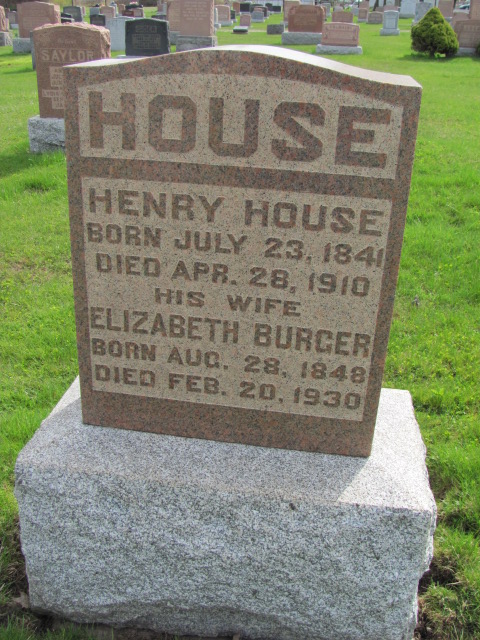 SAYLOR
HOUSE
HENRY HOUSE
BORN JULY 23, 1841
DIED APR. 28, 1910
HIS WIFE
ELIZABETH BURGER
BORN AUG. 28, 1848
DIED FEB. 20, 1930